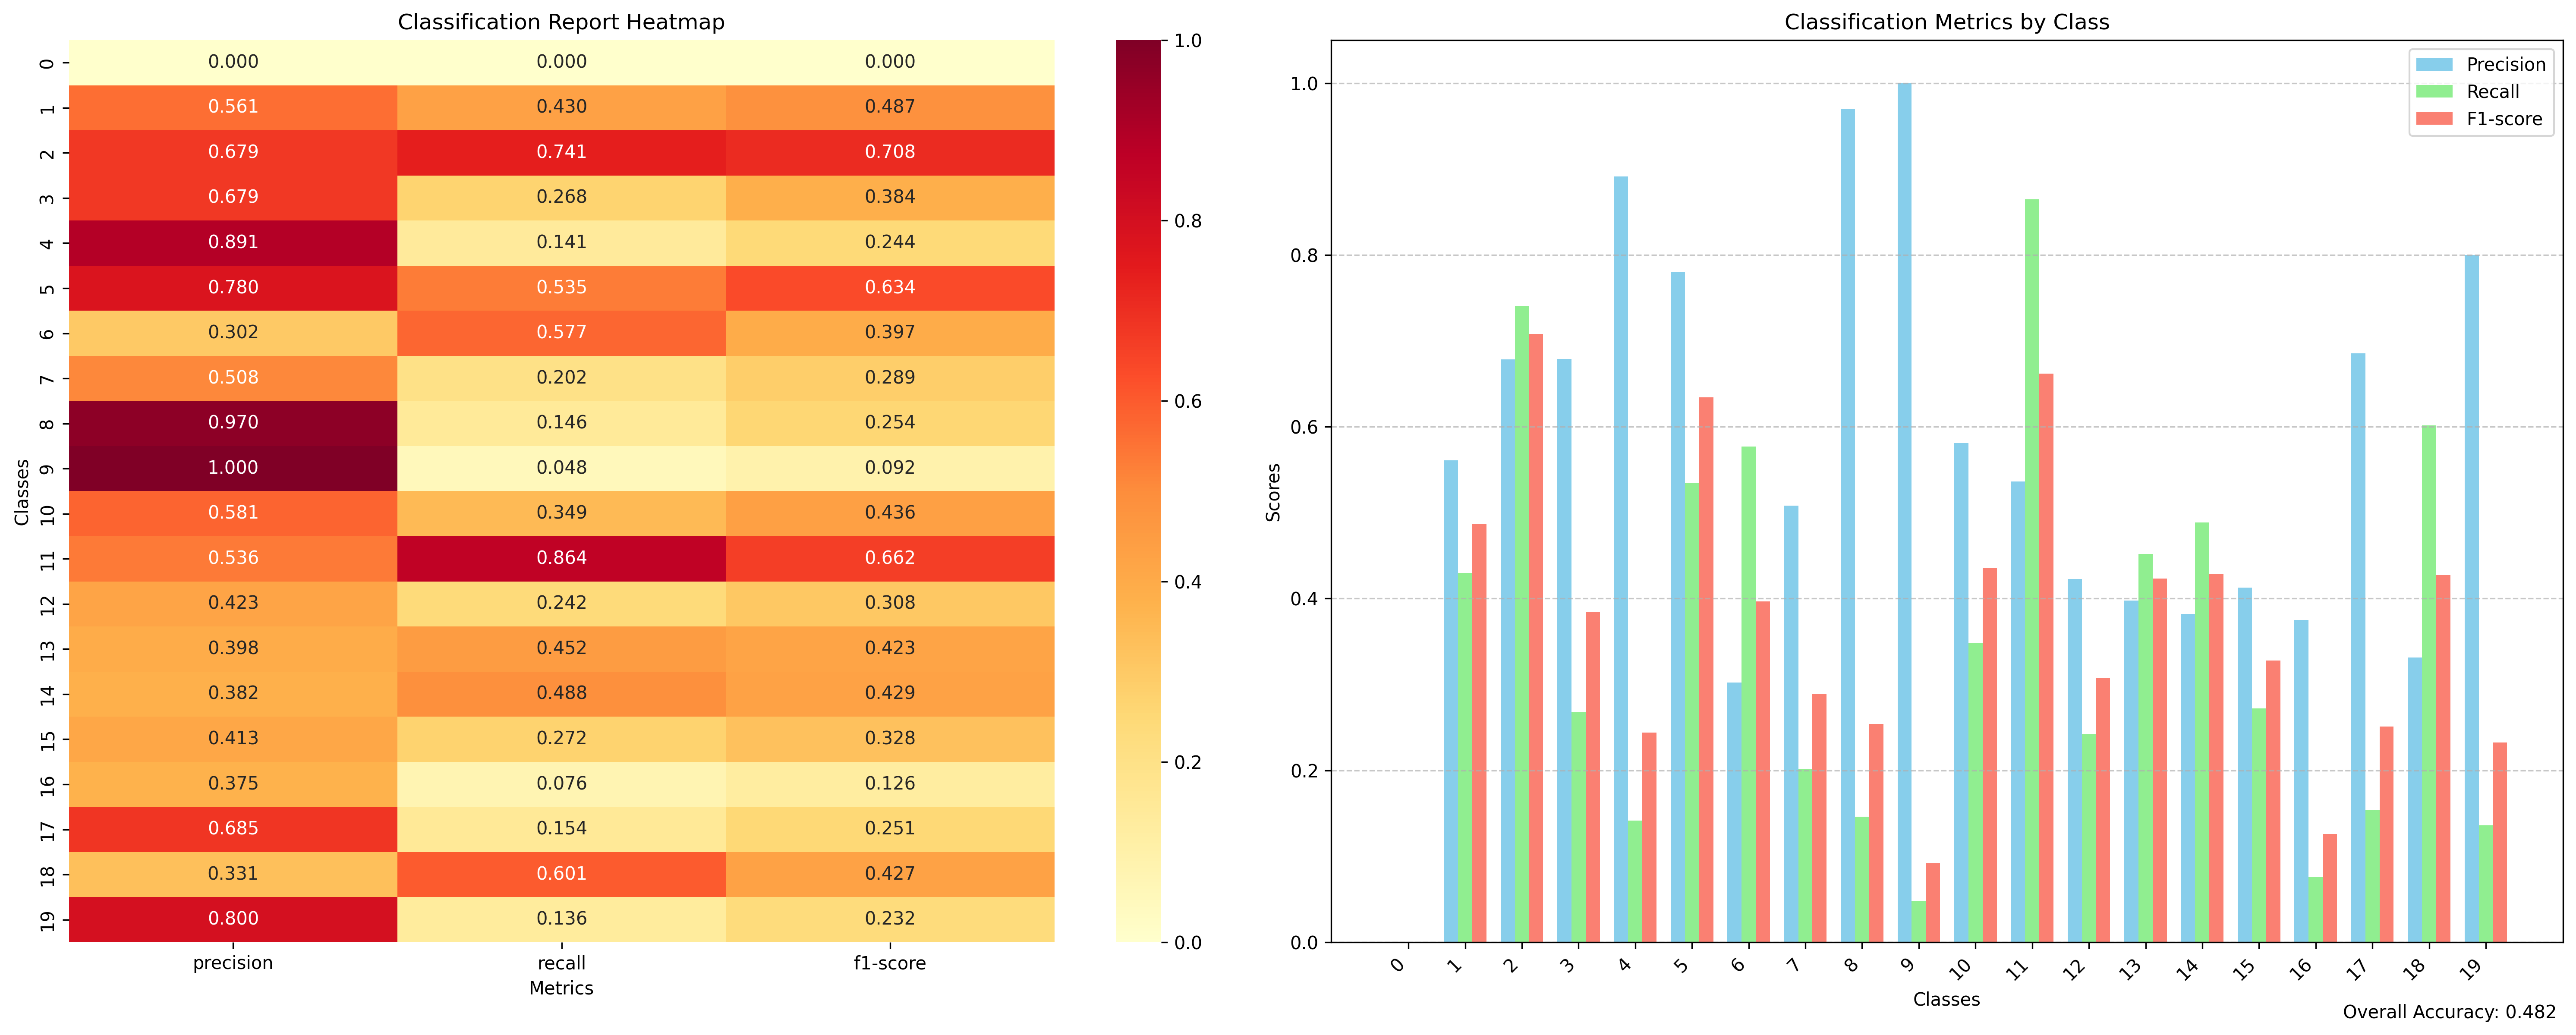 Classification Report Heatmap
0 0.000 0.000 0.000
1 0.561 0.430 0.487
2 0.679 0.741 0.708
3 0.679 0.268 0.384
4 0.891 0.141 0.244
5 0.780 0.535 0.634
6 0.302 0.577 0.397
7 0.508 0.202 0.289
8 0.970 0.146 0.254
9 1.000 0.048 0.092
10 0.581 0.349 0.436
11 0.536 0.864 0.662
12 0.423 0.242 0.308
13 0.398 0.452 0.423
14 0.382 0.488 0.429
15 0.413 0.272 0.328
16 0.375 0.076 0.126
17 0.685 0.154 0.251
18 0.331 0.601 0.427
19 0.800 0.136 0.232
Classes
precision recall f1-score
Metrics
1.0
0.8
0.6
0.4
0.2
0.0
Classification Metrics by Class
Precision
Recall
F1-score
Scores
1.0
0.8
0.6
0.4
0.2
0.0
0 1 2 3 4 5 6 7 8 9 10 11 12 13 14 15 16 17 18 19
Classes
Overall Accuracy: 0.482